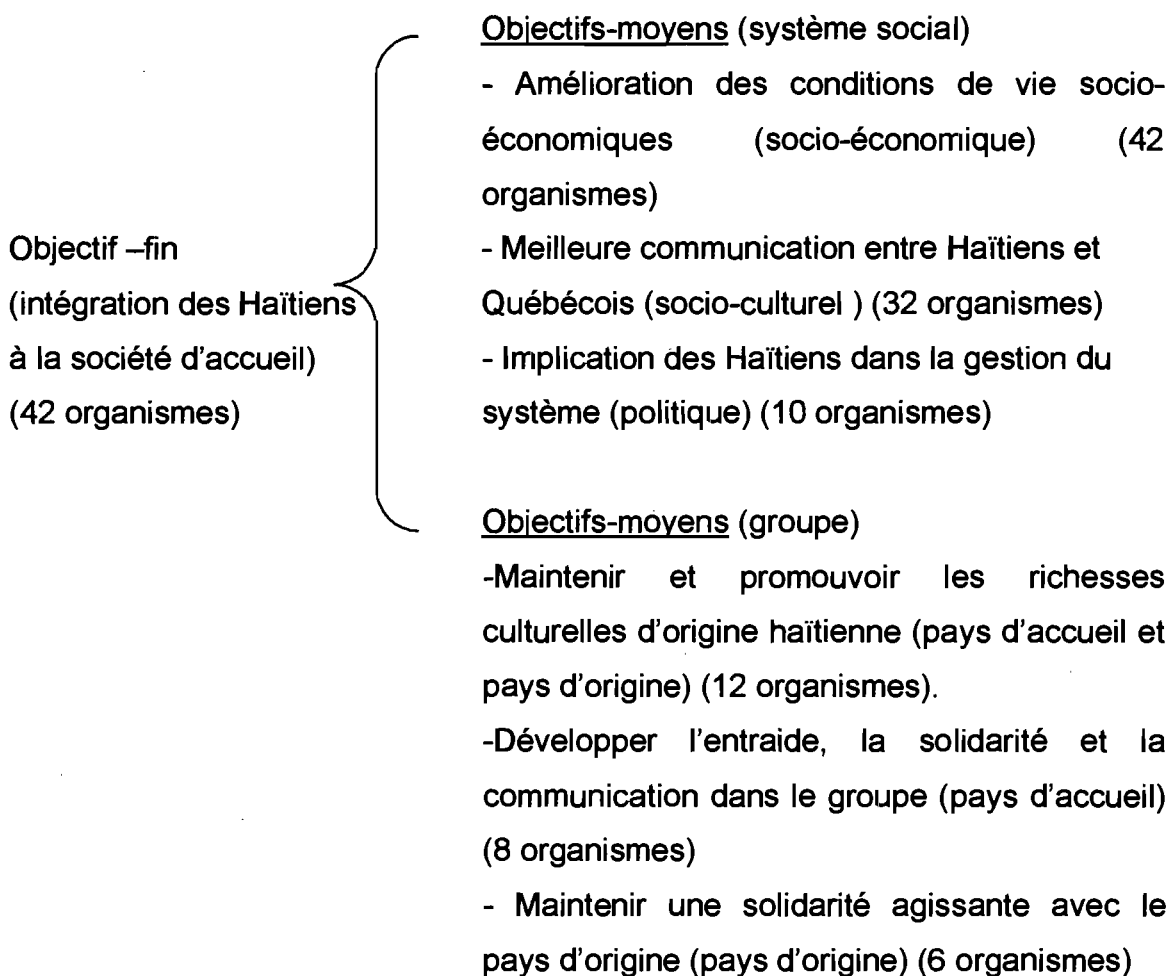 Objectifs-moyens (système social)
- Amélioration des conditions de vie socio-
économiques (socio-économique) (42
organismes)
- Meilleure communication entre Haïtiens et
Québécois (socio-culturel ) (32 organismes)
- Implication des Haïtiens dans la gestion du
système (politique) (10 organismes)
Objectif –fin
(intégration des Haïtiens
à la société d'accueil)
(42 organismes)
Objectifs-moyens (groupe)
-Maintenir et promouvoir les richesses
culturelles d'origine haïtienne (pays d'accueil et
pays d'origine) (12 organismes).
-Développer l'entraide, la solidarité et la
communication dans le groupe (pays d'accueil)
(8 organismes)
- Maintenir une solidarité agissante avec le
pays d'origine (pays d'origine) (6 organismes)